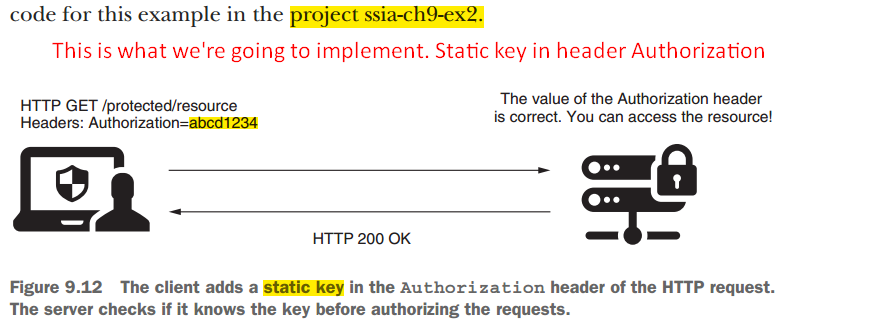 code for this example in the project ssia-ch9-ex2.
This is what we're going to implement. Static key in header Authorization
HTTP GET /protected/resource
Headers: Authorization=abcd1234
The value of the Authorization header
is correct. You can access the resource!
HTTP 200 OK
Figure 9.12 The client adds a static key in the Authorization header of the HTTP request.
The server checks if it knows the key before authorizing the requests.